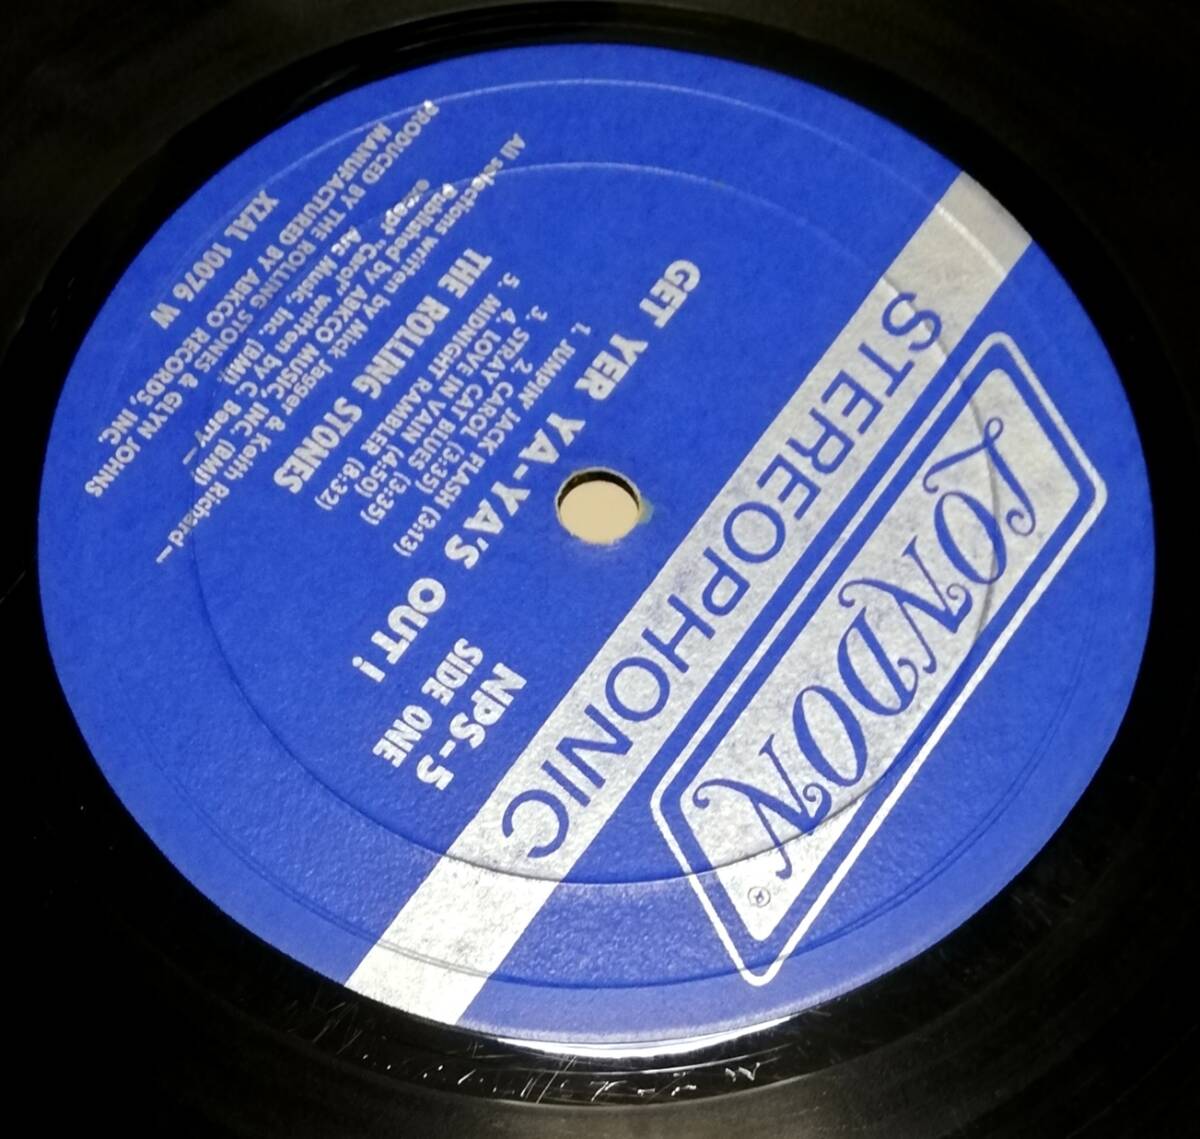 LONDON
®
STEREOPHONIC
NPS-5
SIDE ONE
GET YER YA-YA'S OUT!
1. JUMPIN' JACK FLASH (3:13)
2. CAROL (3:35)
3. STRAY CAT BLUES (3:35)
4. LOVE IN VAIN (4:50)
5. MIDNIGHT RAMBLER (8:32)
THE ROLLING STONES
All selections written by Mick Jagger & Keith Richard —
Published by ABKCO MUSIC, INC (BMI)
except "Carol" written by C. Berry —
Arc Music, Inc. (BMI).
XZAL 10076 W
MANUFACTURED BY ABKCO RECORDS, INC.
PRODUCED BY THE ROLLING STONES & GLYN JOHNS